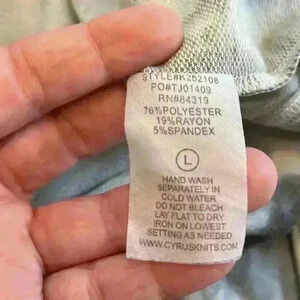 STYLE#K252108
PO#TJ01409
RN#84319
76%POLYESTER
19%RAYON
5%SPANDEX
L
HAND WASH
SEPARATELY IN
COLD WATER
DO NOT BLEACH
LAY FLAT TO DRY
IRON ON LOWEST
SETTING AS NEEDED
WWW.CYRUSKNITS.COM